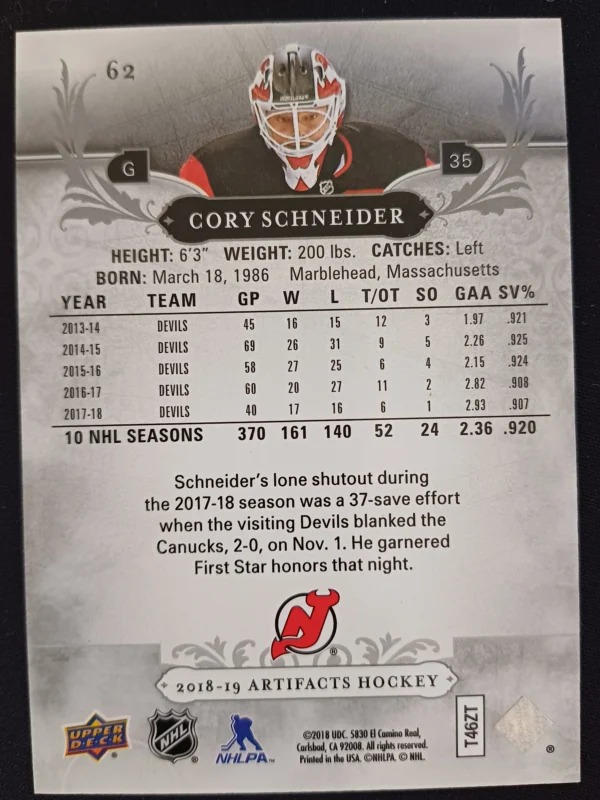 62
G
35
CORY SCHNEIDER
HEIGHT: 6'3" WEIGHT: 200 lbs. CATCHES: Left
BORN: March 18, 1986 Marblehead, Massachusetts
YEAR TEAM GP W L T/OT SO GAA SV%
2013-14 DEVILS 45 16 15 12 3 1.97 .921
2014-15 DEVILS 69 26 31 9 5 2.26 .925
2015-16 DEVILS 58 27 25 6 4 2.15 .924
2016-17 DEVILS 60 20 27 11 2 2.82 .908
2017-18 DEVILS 40 17 16 6 1 2.93 .907
10 NHL SEASONS 370 161 140 52 24 2.36 .920
Schneider's lone shutout during
the 2017-18 season was a 37-save effort
when the visiting Devils blanked the
Canucks, 2-0, on Nov. 1. He garnered
First Star honors that night.
®
2018-19 ARTIFACTS HOCKEY
UPPER
DECK
NHL
®
NHLPA
©2018 UDC. 5830 El Camino Real,
Carlsbad, CA 92008. All rights reserved.
Printed in the USA. ©NHLPA. © NHL.
T46ZT
®